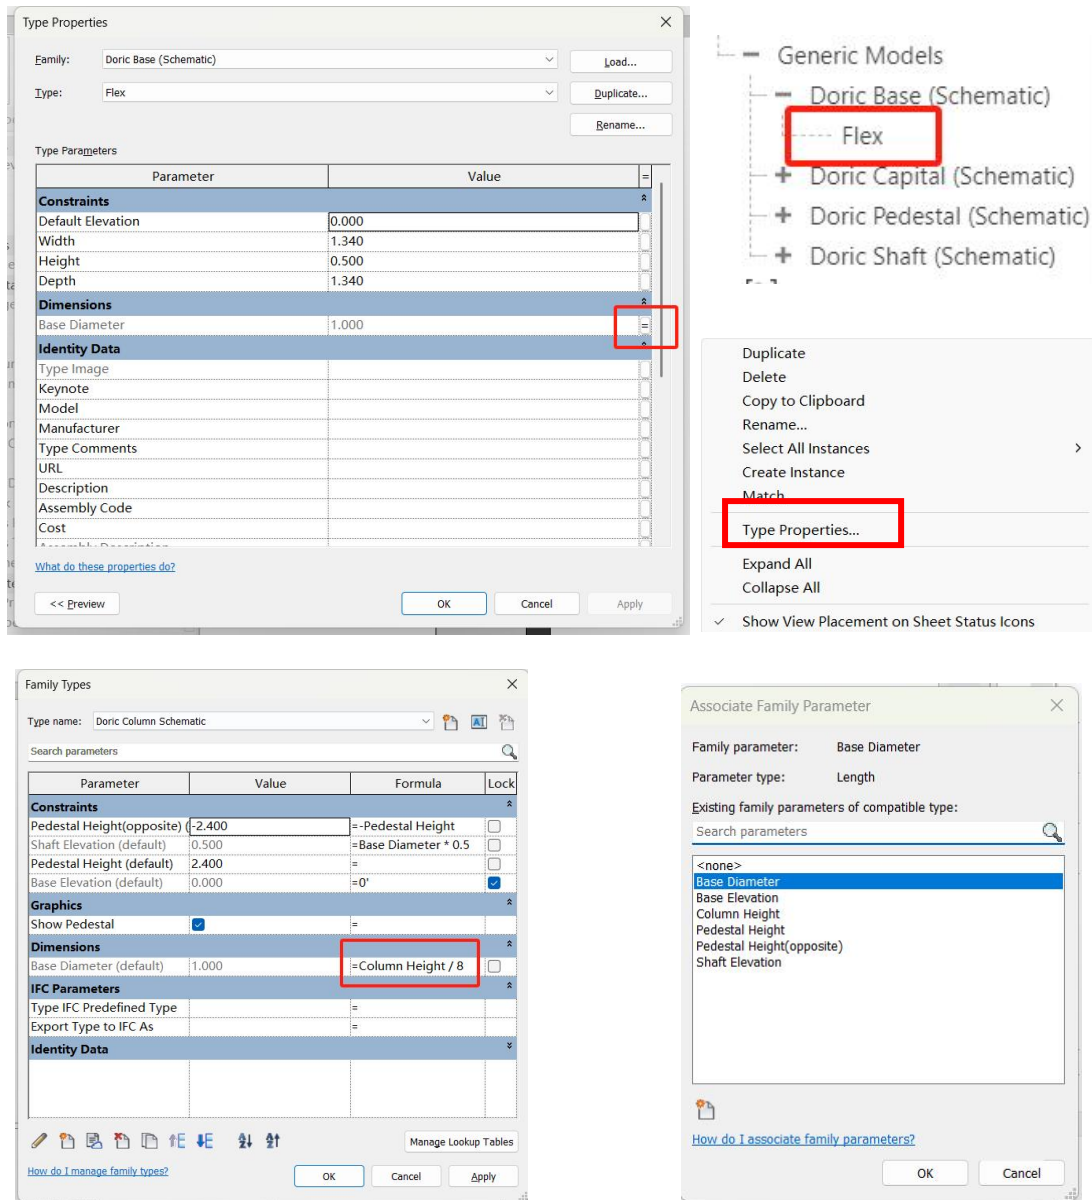 Type Properties
Family: Doric Base (Schematic) Load...
Type: Flex Duplicate...
Rename...
Type Parameters
Parameter Value =
Constraints
Default Elevation 0.000
Width 1.340
Height 0.500
Depth 1.340
Dimensions
Base Diameter 1.000 =
Identity Data
Type Image
Keynote
Model
Manufacturer
Type Comments
URL
Description
Assembly Code
Cost
Assembly Description
What do these properties do?
<< Preview OK Cancel Apply
Generic Models
Doric Base (Schematic)
Flex
Doric Capital (Schematic)
Doric Pedestal (Schematic)
Doric Shaft (Schematic)
Duplicate
Delete
Copy to Clipboard
Rename...
Select All Instances
Create Instance
Match
Type Properties...
Expand All
Collapse All
Show View Placement on Sheet Status Icons
Family Types
Type name: Doric Column Schematic
Search parameters
Parameter Value Formula Lock
Constraints
Pedestal Height(opposite) ( -2.400 =-Pedestal Height
Shaft Elevation (default) 0.500 =Base Diameter * 0.5
Pedestal Height (default) 2.400 =
Base Elevation (default) 0.000 =0'
Graphics
Show Pedestal =
Dimensions
Base Diameter (default) 1.000 =Column Height / 8
IFC Parameters
Type IFC Predefined Type =
Export Type to IFC As =
Identity Data
Manage Lookup Tables
How do I manage family types?
OK Cancel Apply
Associate Family Parameter
Family parameter: Base Diameter
Parameter type: Length
Existing family parameters of compatible type:
Search parameters
<none>
Base Diameter
Base Elevation
Column Height
Pedestal Height
Pedestal Height(opposite)
Shaft Elevation
How do I associate family parameters?
OK Cancel